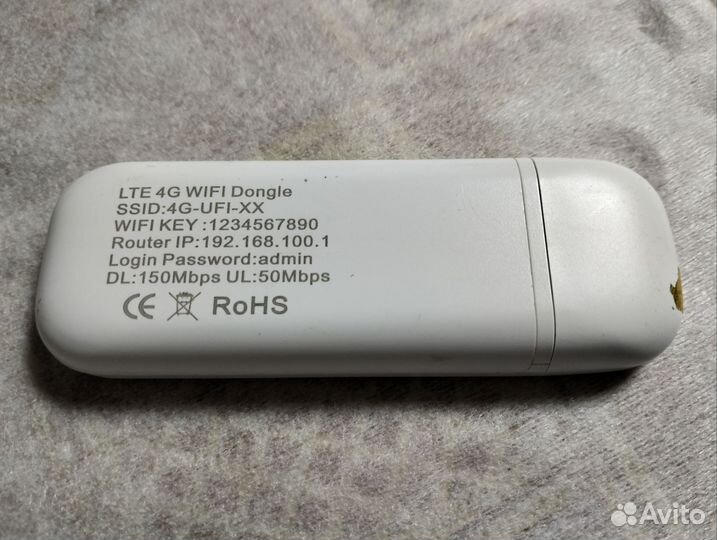 LTE 4G WIFI Dongle
SSID:4G-UFI-XX
WIFI KEY :1234567890
Router IP:192.168.100.1
Login Password:admin
DL:150Mbps UL:50Mbps
CE RoHS
Avito